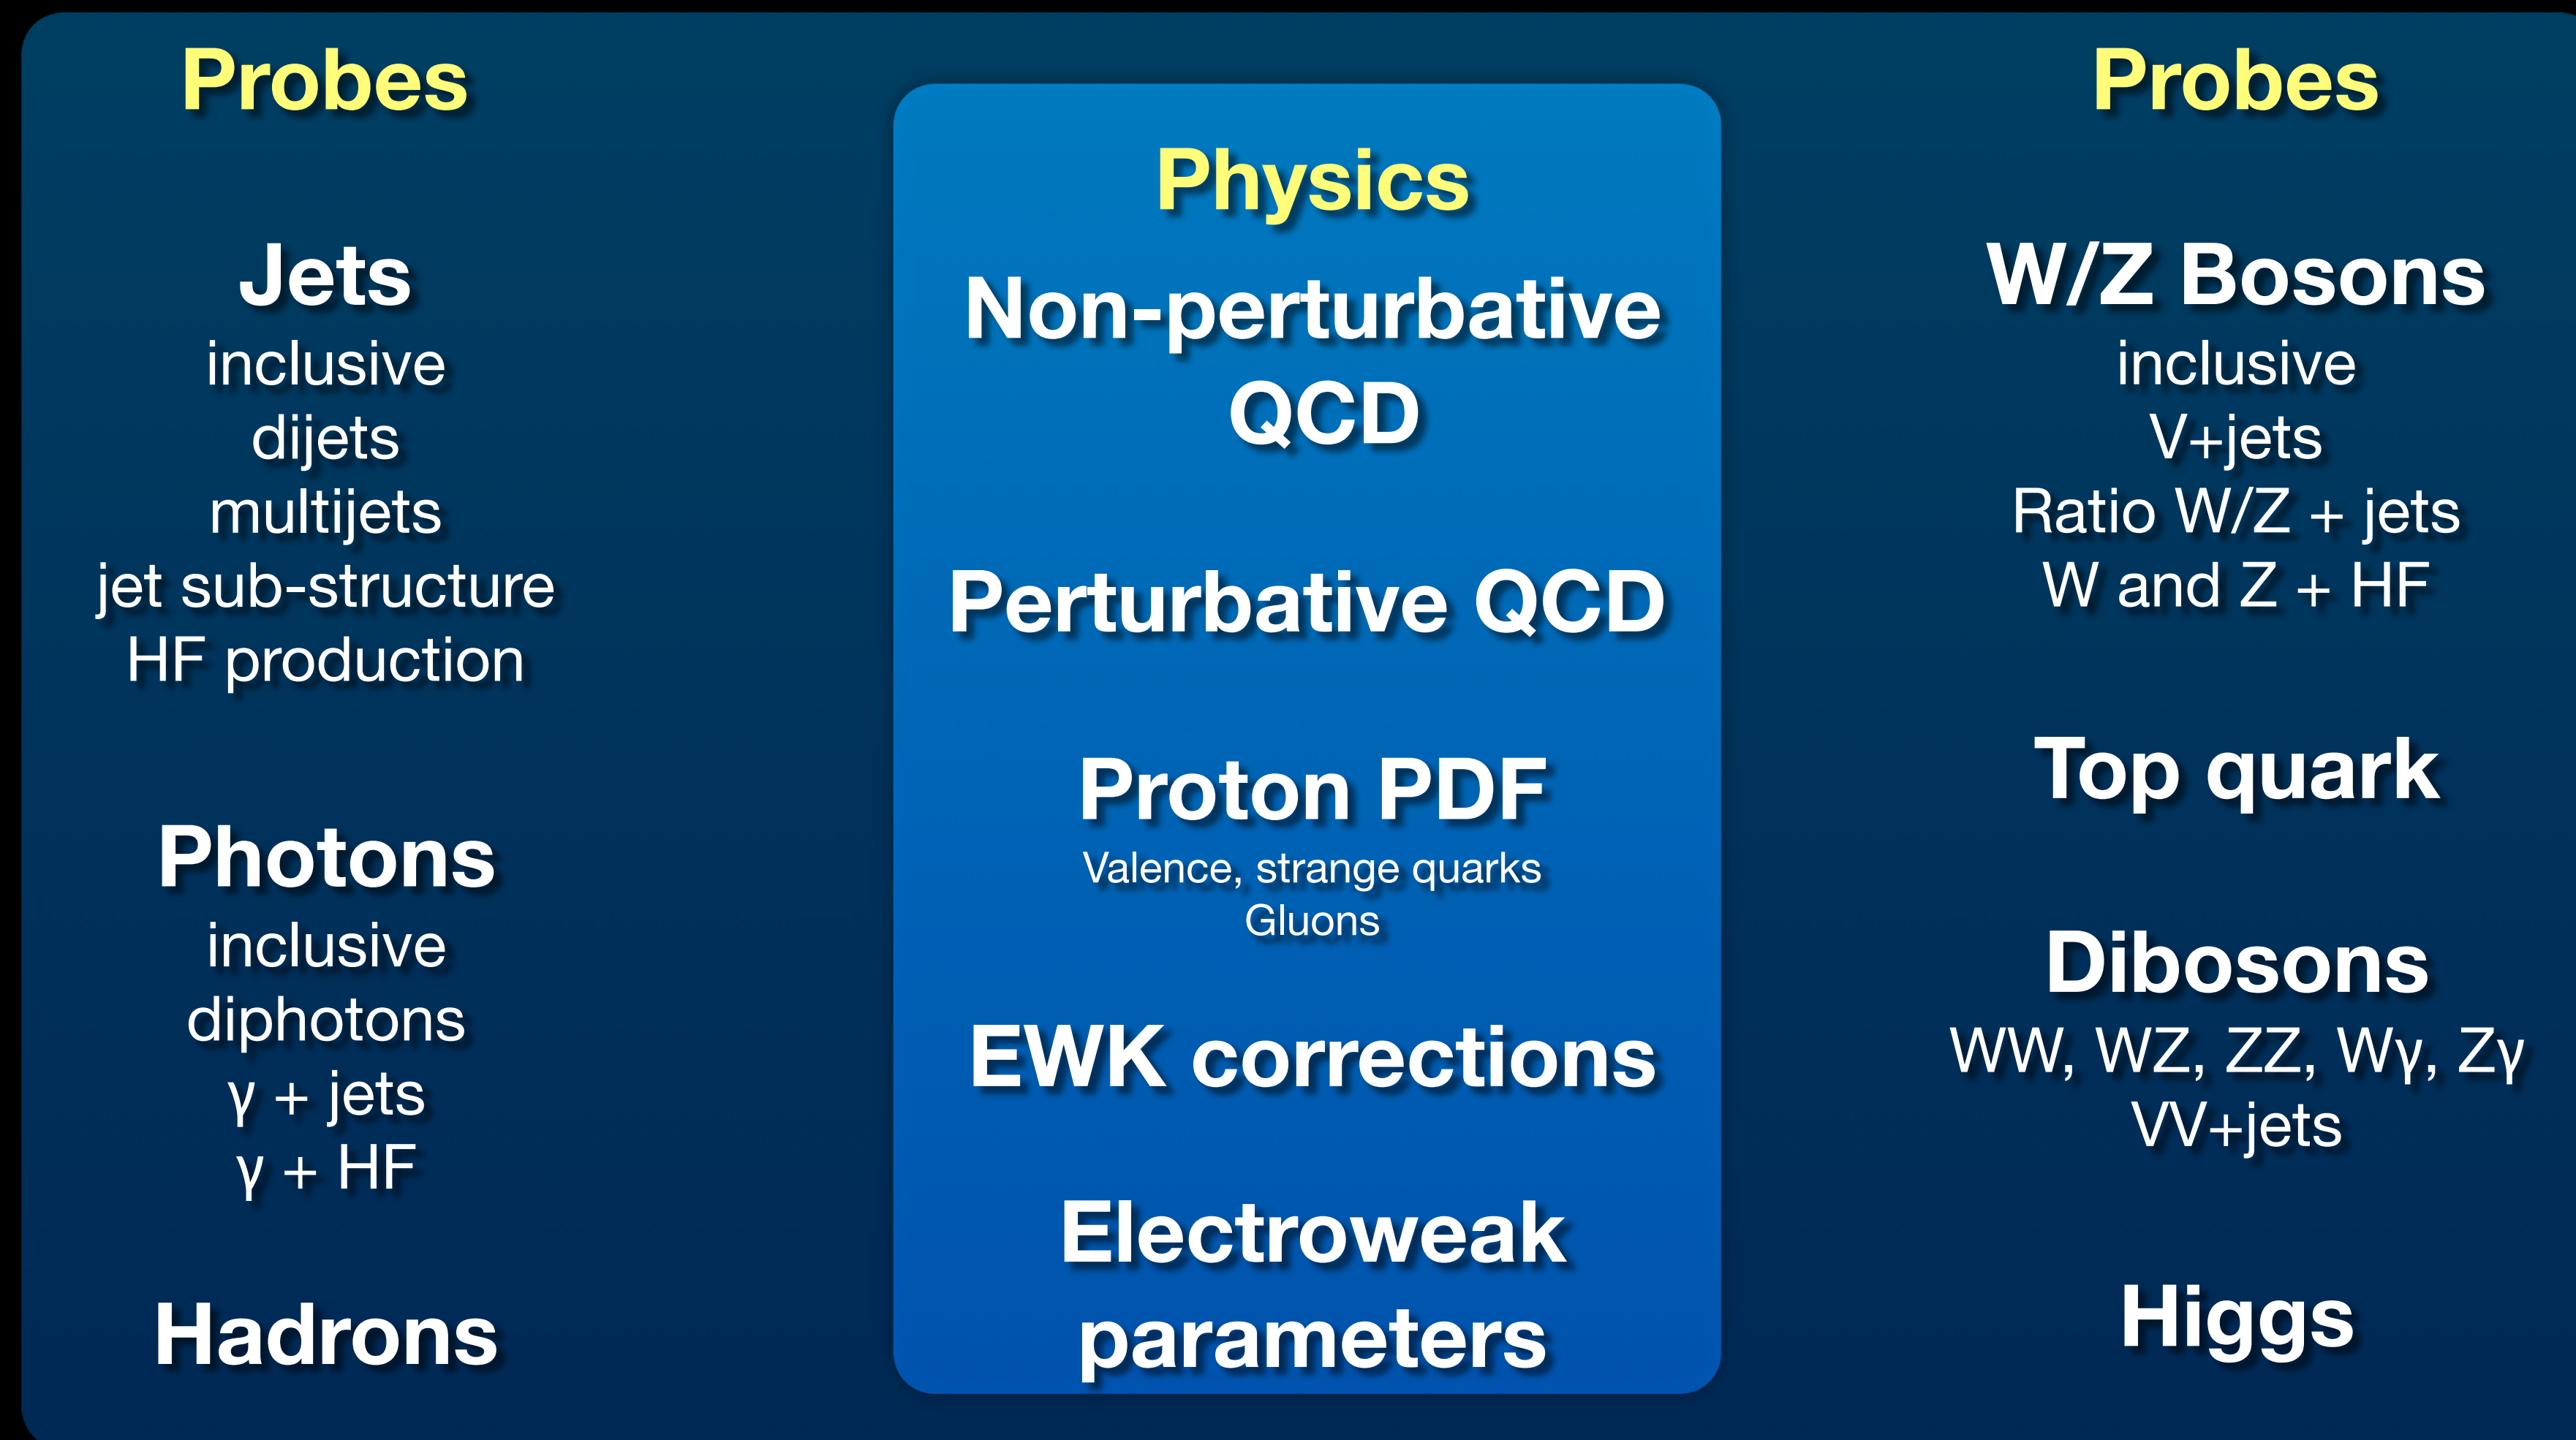 Probes
Jets
inclusive
dijets
multijets
jet sub-structure
HF production
Photons
inclusive
diphotons
γ + jets
γ + HF
Hadrons
Physics
Non-perturbative
QCD
Perturbative QCD
Proton PDF
Valence, strange quarks
Gluons
EWK corrections
Electroweak
parameters
Probes
W/Z Bosons
inclusive
V+jets
Ratio W/Z + jets
W and Z + HF
Top quark
Dibosons
WW, WZ, ZZ, Wγ, Zγ
VV+jets
Higgs